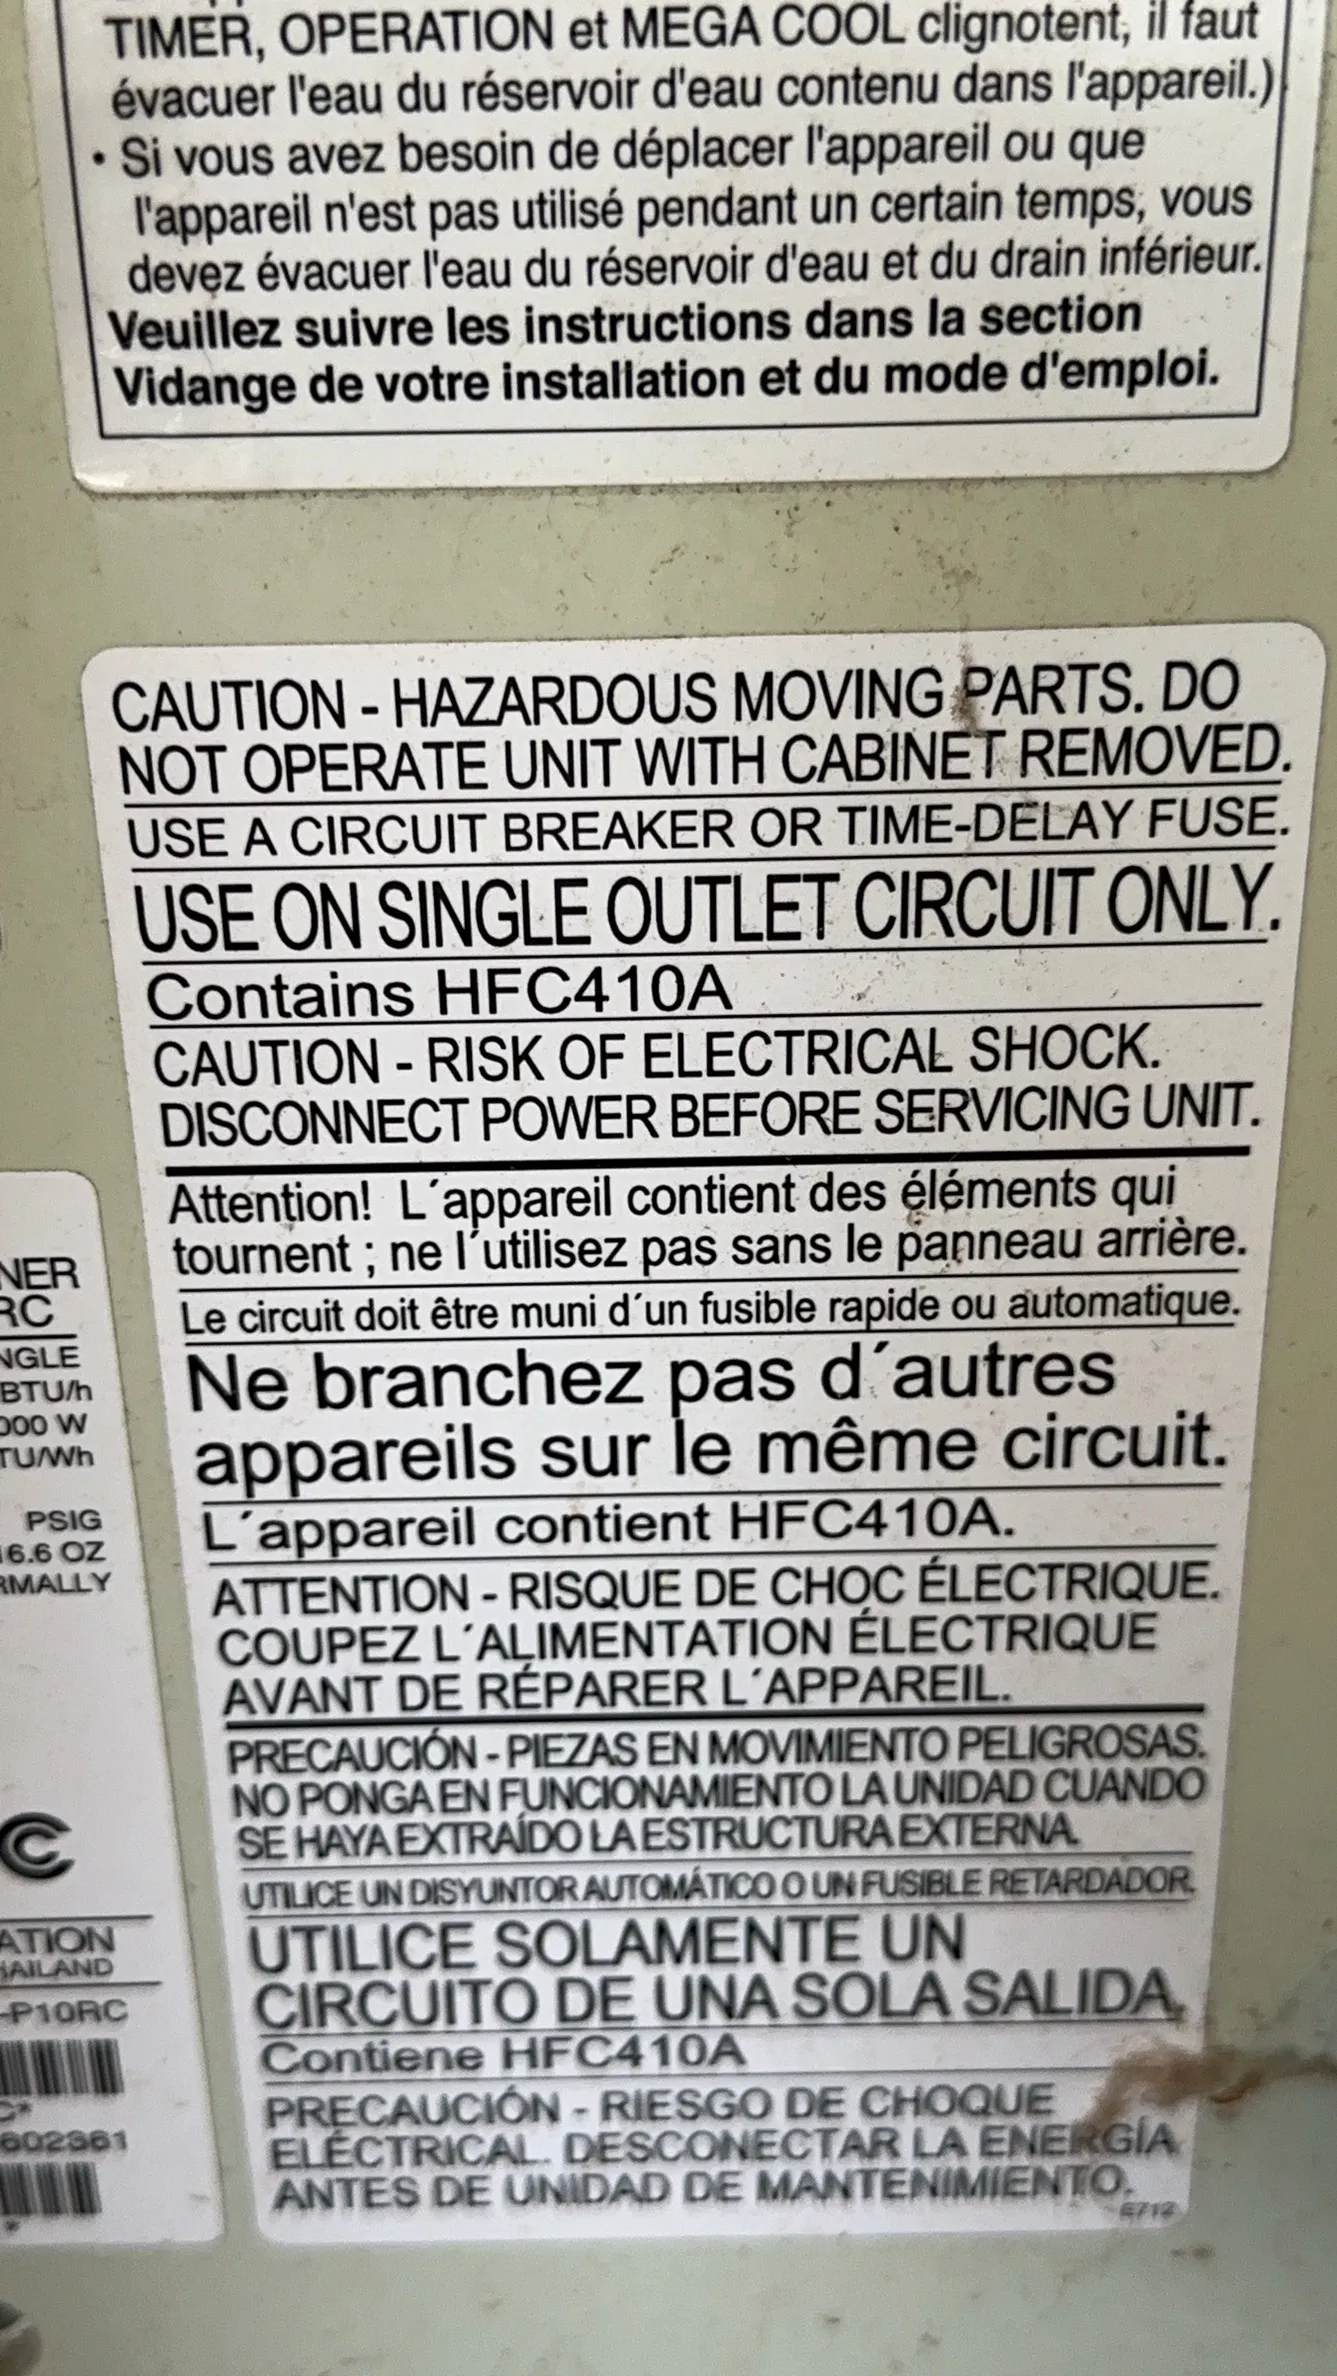 TIMER, OPERATION et MEGA COOL clignotent, il faut
évacuer l'eau du réservoir d'eau contenu dans l'appareil.)
• Si vous avez besoin de déplacer l'appareil ou que
l'appareil n'est pas utilisé pendant un certain temps, vous
devez évacuer l'eau du réservoir d'eau et du drain inférieur.
Veuillez suivre les instructions dans la section
Vidange de votre installation et du mode d'emploi.
CAUTION - HAZARDOUS MOVING PARTS. DO
NOT OPERATE UNIT WITH CABINET REMOVED.
USE A CIRCUIT BREAKER OR TIME-DELAY FUSE.
USE ON SINGLE OUTLET CIRCUIT ONLY.
Contains HFC410A
CAUTION - RISK OF ELECTRICAL SHOCK.
DISCONNECT POWER BEFORE SERVICING UNIT.
Attention! L´appareil contient des éléments qui
tournent ; ne l´utilisez pas sans le panneau arrière.
Le circuit doit être muni d´un fusible rapide ou automatique.
Ne branchez pas d´autres
appareils sur le même circuit.
L´appareil contient HFC410A.
ATTENTION - RISQUE DE CHOC ÉLECTRIQUE.
COUPEZ L´ALIMENTATION ÉLECTRIQUE
AVANT DE RÉPARER L´APPAREIL.
PRECAUCIÓN - PIEZAS EN MOVIMIENTO PELIGROSAS.
NO PONGA EN FUNCIONAMIENTO LA UNIDAD CUANDO
SE HAYA EXTRAÍDO LA ESTRUCTURA EXTERNA.
UTILICE UN DISYUNTOR AUTOMÁTICO O UN FUSIBLE RETARDADOR.
UTILICE SOLAMENTE UN
CIRCUITO DE UNA SOLA SALIDA.
Contiene HFC410A
PRECAUCIÓN - RIESGO DE CHOQUE
ELÉCTRICAL. DESCONECTAR LA ENERGÍA
ANTES DE UNIDAD DE MANTENIMIENTO.
E712
NER
RC
NGLE
BTU/h
000 W
TU/Wh
PSIG
16.6 OZ
RMALLY
ATION
HAILAND
-P10RC
C*
602361
*